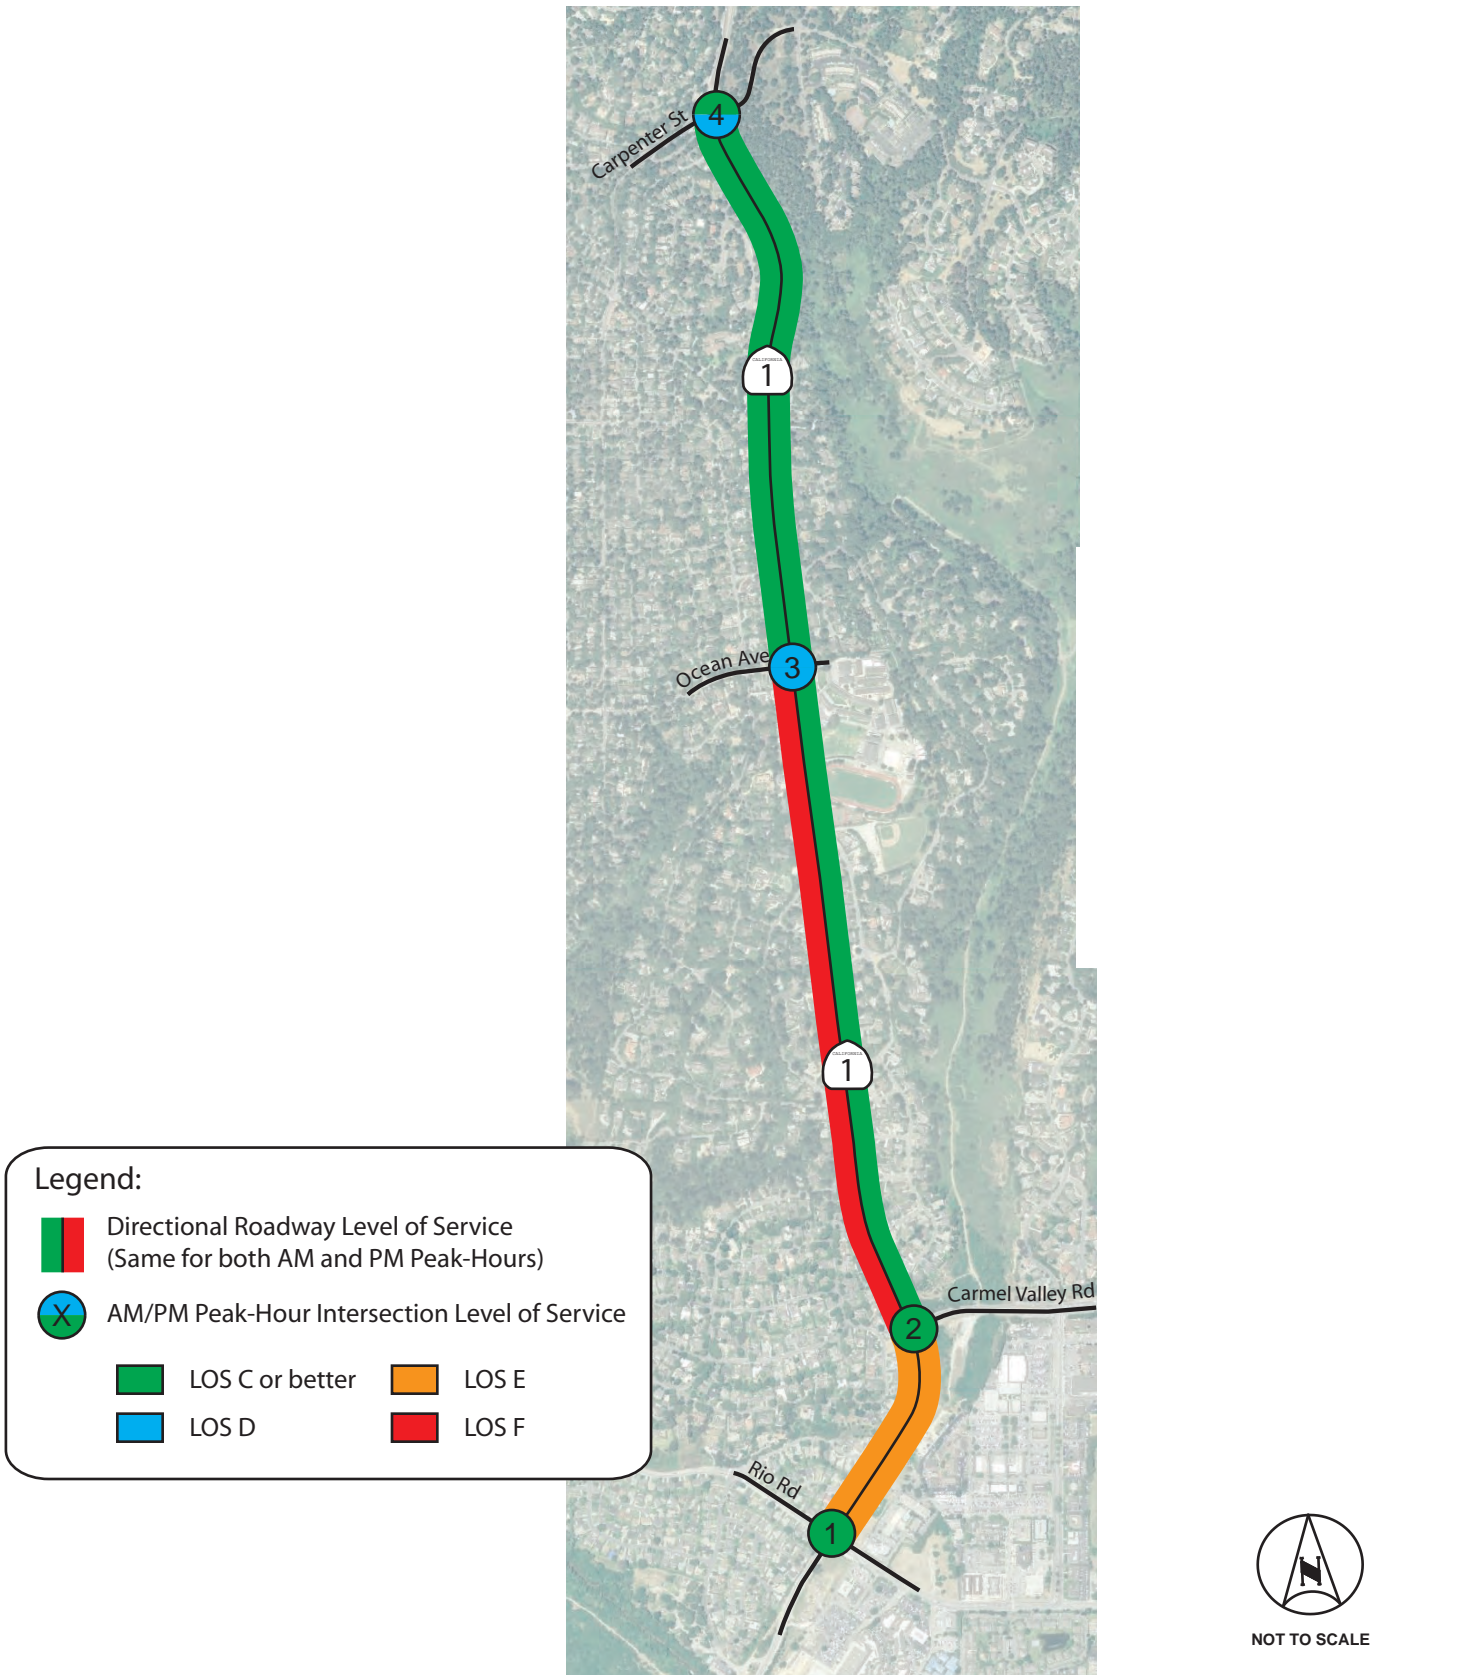 4
Carpenter St
CALIFORNIA
1
Ocean Ave
3
CALIFORNIA
1
Legend:
Directional Roadway Level of Service
(Same for both AM and PM Peak-Hours)
X
AM/PM Peak-Hour Intersection Level of Service
LOS C or better
LOS E
LOS D
LOS F
Carmel Valley Rd
2
Rio Rd
1
N
NOT TO SCALE